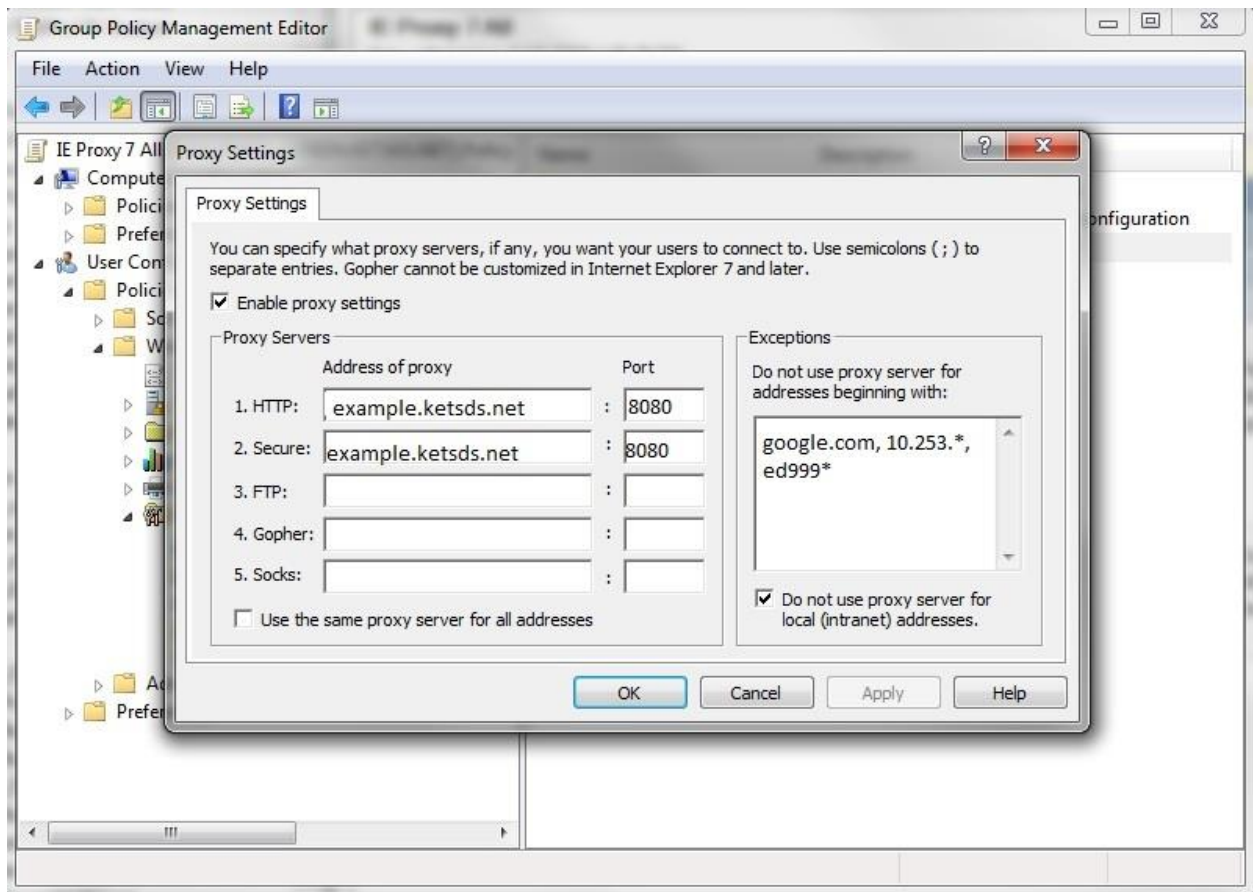 Group Policy Management Editor
File Action View Help
IE Proxy 7 All
Proxy Settings
Compute
Polici
Prefer
User Con
Polici
So
W
Ad
Prefer
onfiguration
Proxy Settings
You can specify what proxy servers, if any, you want your users to connect to. Use semicolons ( ; ) to
separate entries. Gopher cannot be customized in Internet Explorer 7 and later.
Enable proxy settings
Proxy Servers
Address of proxy Port
1. HTTP: example.ketsds.net : 8080
2. Secure: example.ketsds.net : 8080
3. FTP: :
4. Gopher: :
5. Socks: :
Use the same proxy server for all addresses
Exceptions
Do not use proxy server for
addresses beginning with:
google.com, 10.253.*,
ed999*
Do not use proxy server for
local (intranet) addresses.
OK Cancel Apply Help